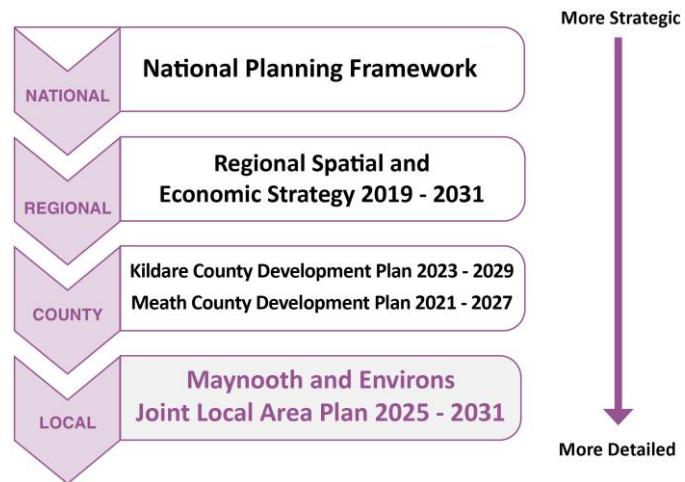 More Strategic
National Planning Framework
NATIONAL
Regional Spatial and
Economic Strategy 2019 - 2031
REGIONAL
Kildare County Development Plan 2023 - 2029
Meath County Development Plan 2021 - 2027
COUNTY
Maynooth and Environs
Joint Local Area Plan 2025 - 2031
LOCAL
More Detailed